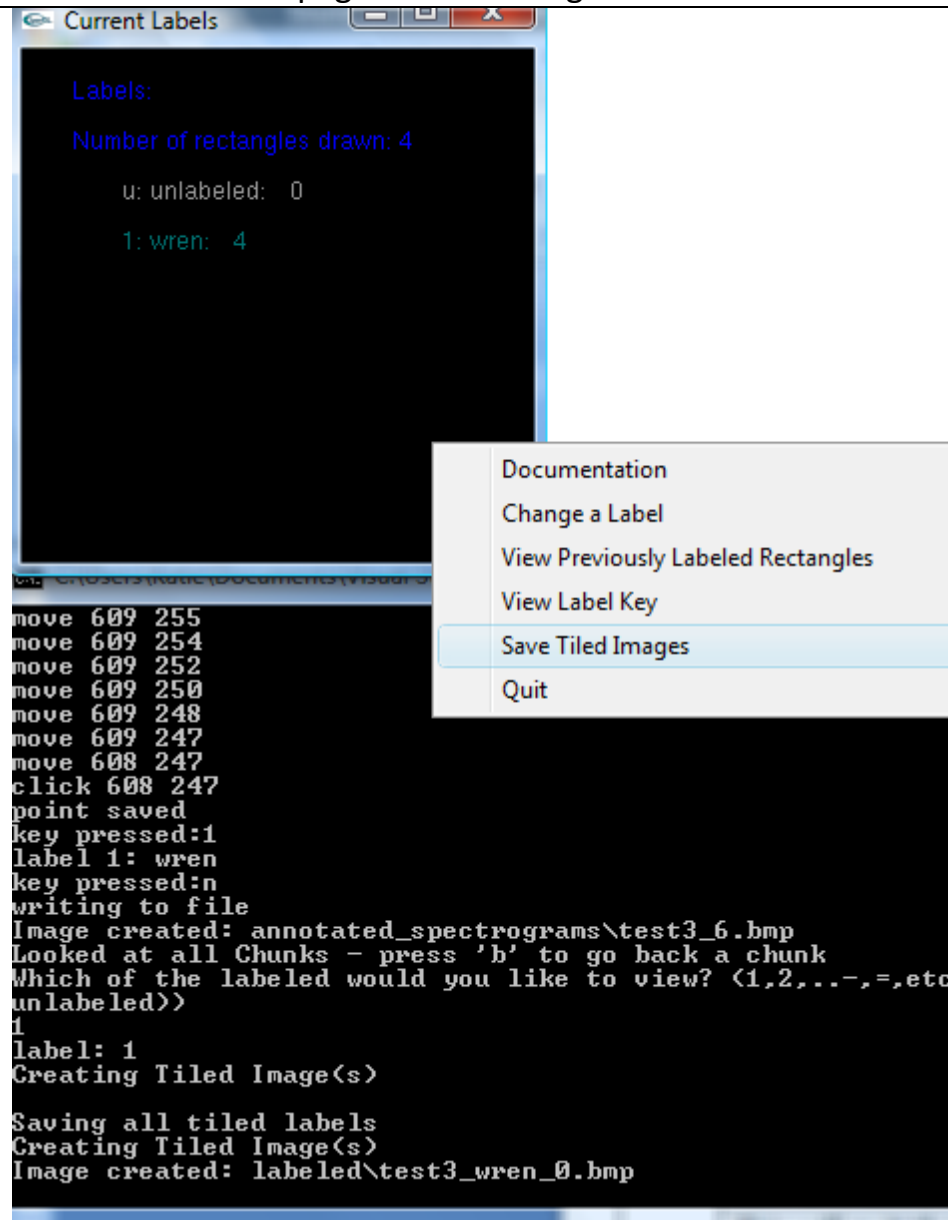 Current Labels
Labels:
Number of rectangles drawn: 4
u: unlabeled: 0
1: wren: 4
Documentation
Change a Label
View Previously Labeled Rectangles
View Label Key
Save Tiled Images
Quit
C:\Users\Katie\Documents\Visual S
move 609 255
move 609 254
move 609 252
move 609 250
move 609 248
move 609 247
move 608 247
click 608 247
point saved
key pressed:1
label 1: wren
key pressed:n
writing to file
Image created: annotated_spectrograms\test3_6.bmp
Looked at all Chunks - press 'b' to go back a chunk
Which of the labeled would you like to view? (1,2,..-,=,etc
unlabeled))
1
label: 1
Creating Tiled Image(s)
Saving all tiled labels
Creating Tiled Image(s)
Image created: labeled\test3_wren_0.bmp